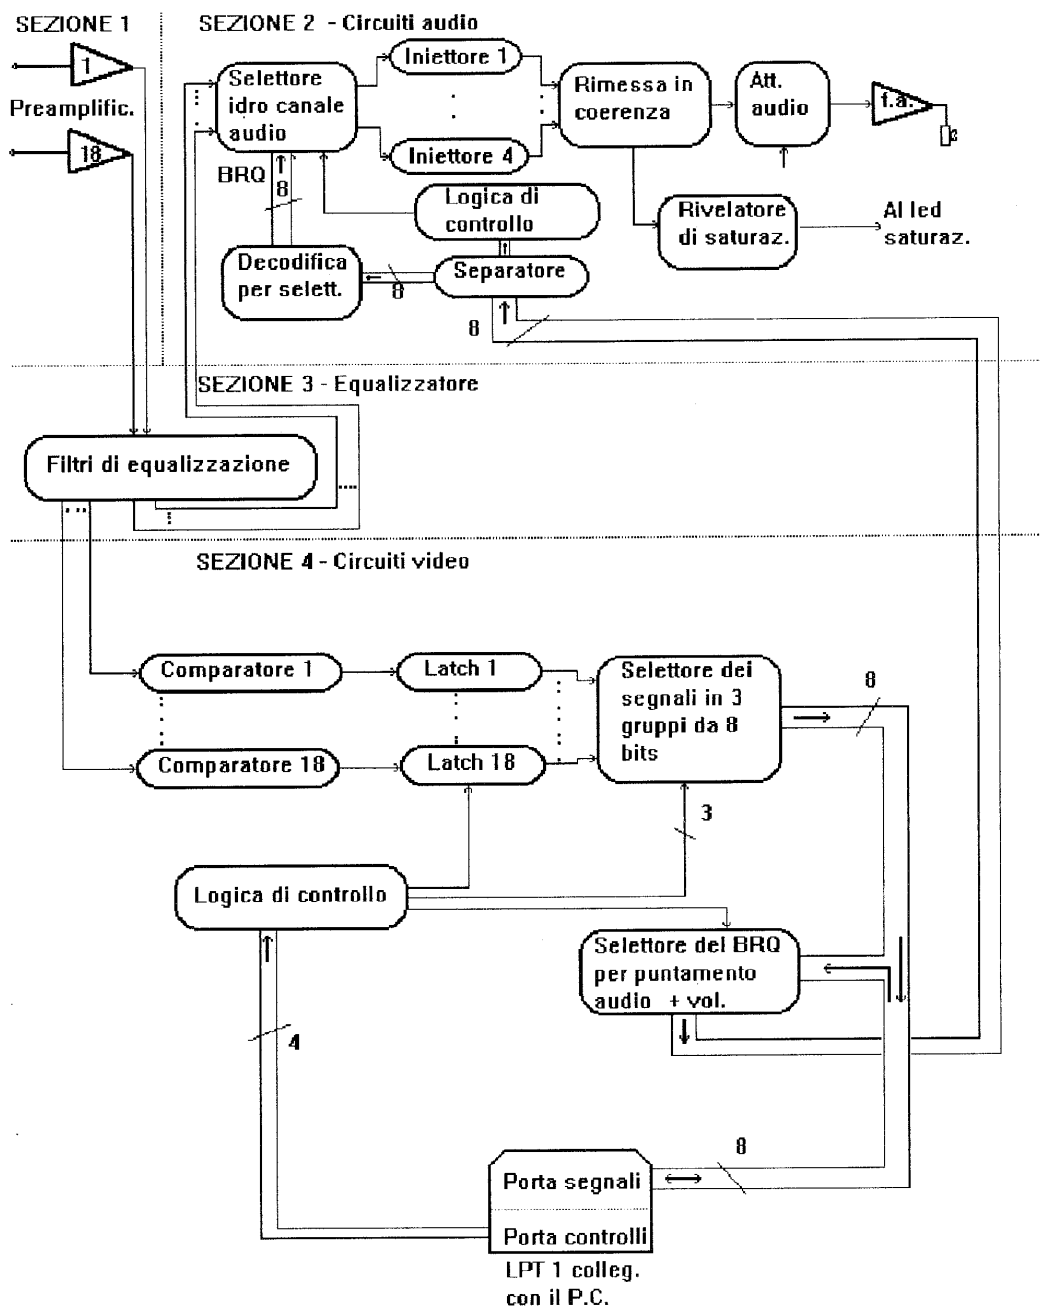 SEZIONE 1
SEZIONE 2 - Circuiti audio
1
Preamplific.
18
Selettore
idro canale
audio
Iniettore 1
Iniettore 4
Rimessa in
coerenza
Att.
audio
f.a.
BRQ
8
Logica di
controllo
Rivelatore
di saturaz.
Al led
saturaz.
Decodifica
per selett.
8
Separatore
8
SEZIONE 3 - Equalizzatore
Filtri di equalizzazione
SEZIONE 4 - Circuiti video
Comparatore 1
Latch 1
Selettore dei
segnali in 3
gruppi da 8
bits
8
Comparatore 18
Latch 18
3
Logica di controllo
Selettore del BRQ
per puntamento
audio + vol.
4
8
Porta segnali
Porta controlli
LPT 1 colleg.
con il P.C.